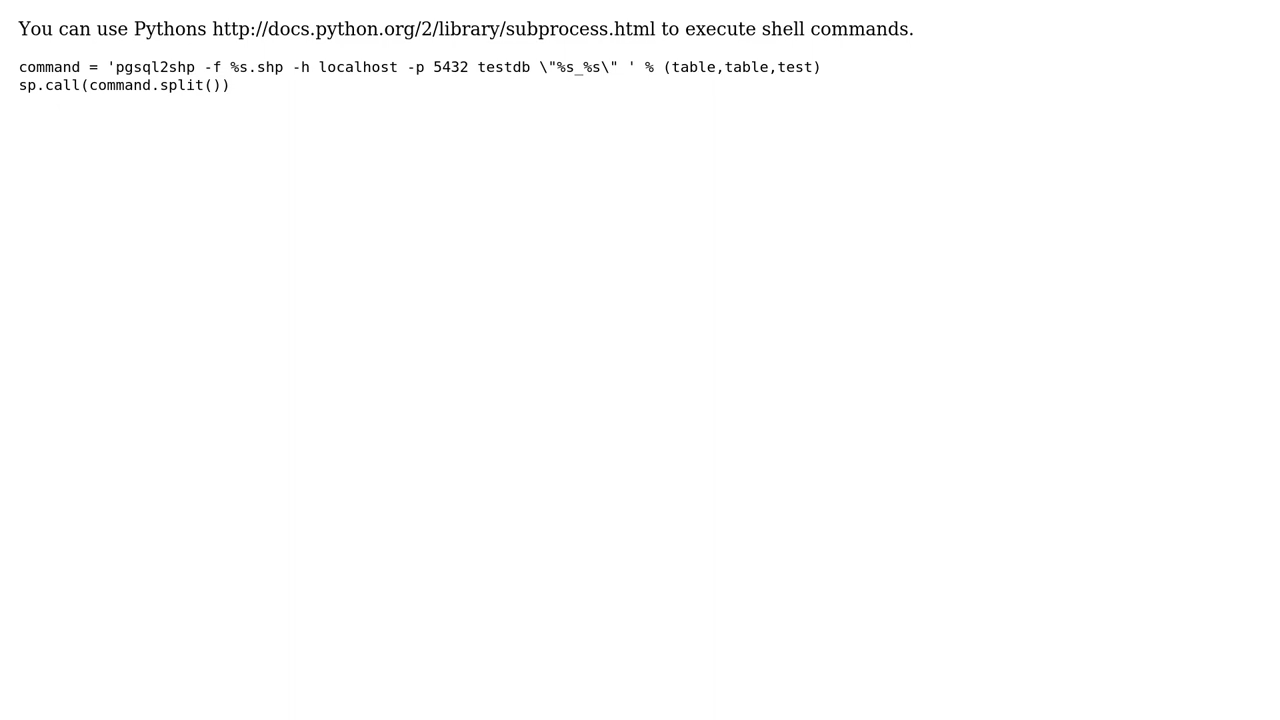 You can use Pythons http://docs.python.org/2/library/subprocess.html to execute shell commands.
command = 'pgsql2shp -f %s.shp -h localhost -p 5432 testdb \"%s_%s\" ' % (table,table,test)
sp.call(command.split())